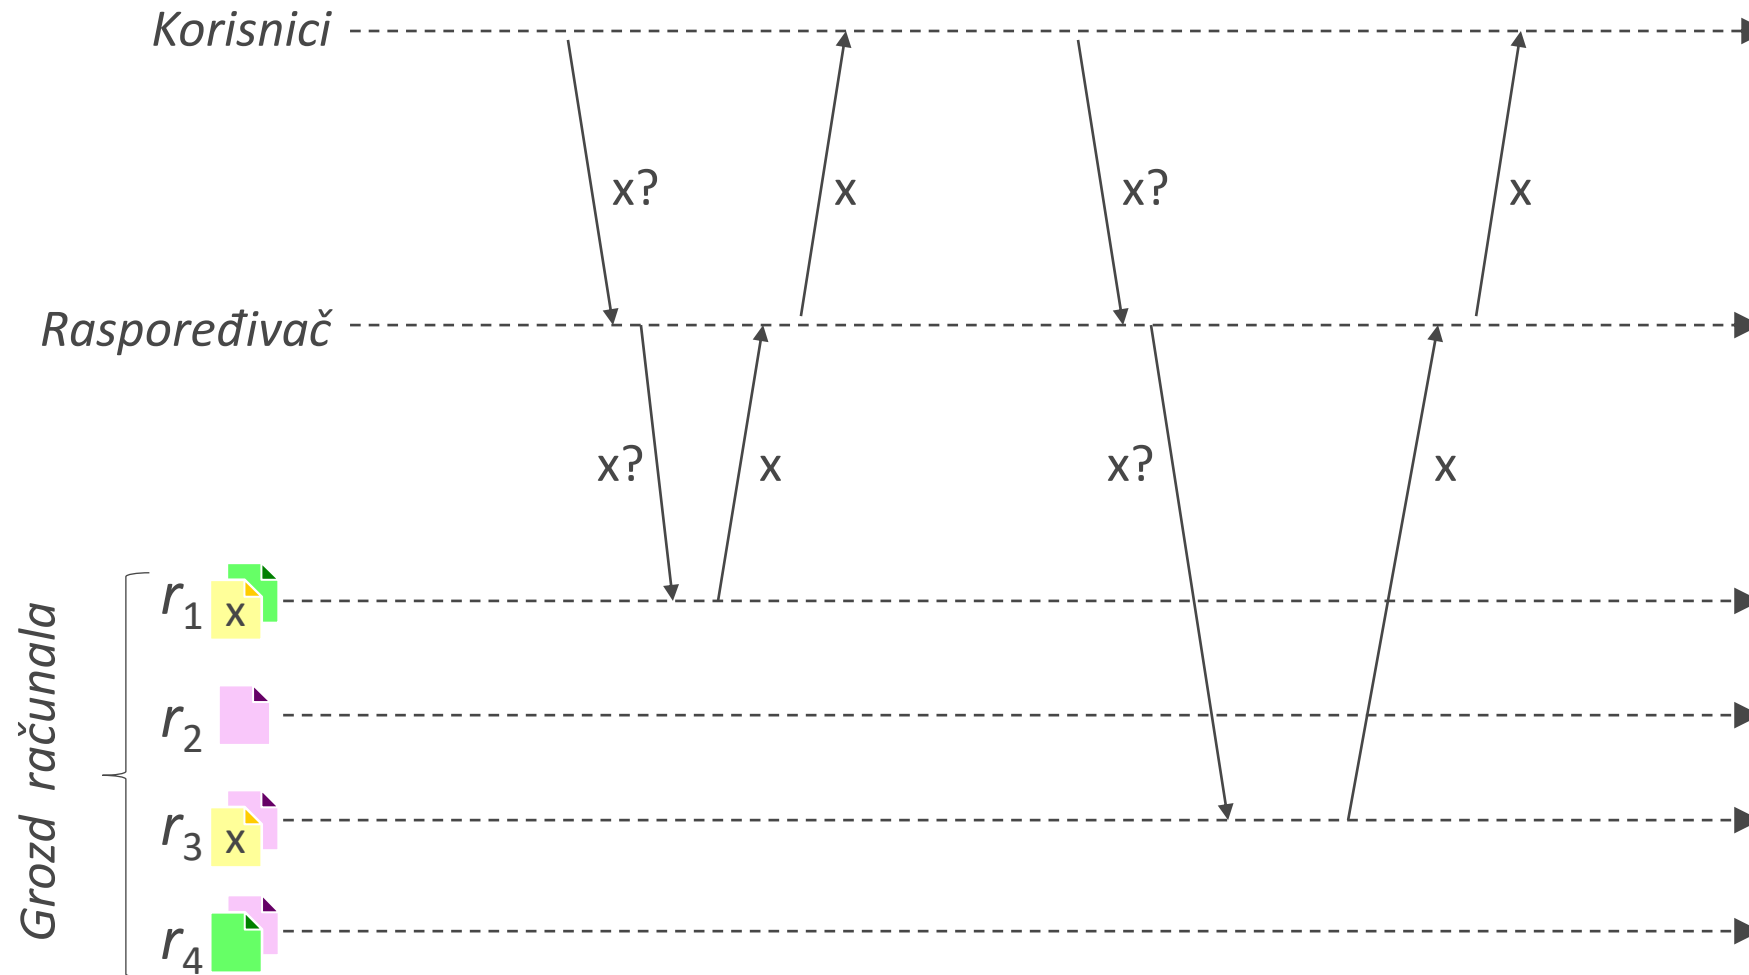 Korisnici
x?
x
x?
x
Raspoređivač
x?
x
x?
x
Grozd računala
r1
x
r2
r3
x
r4